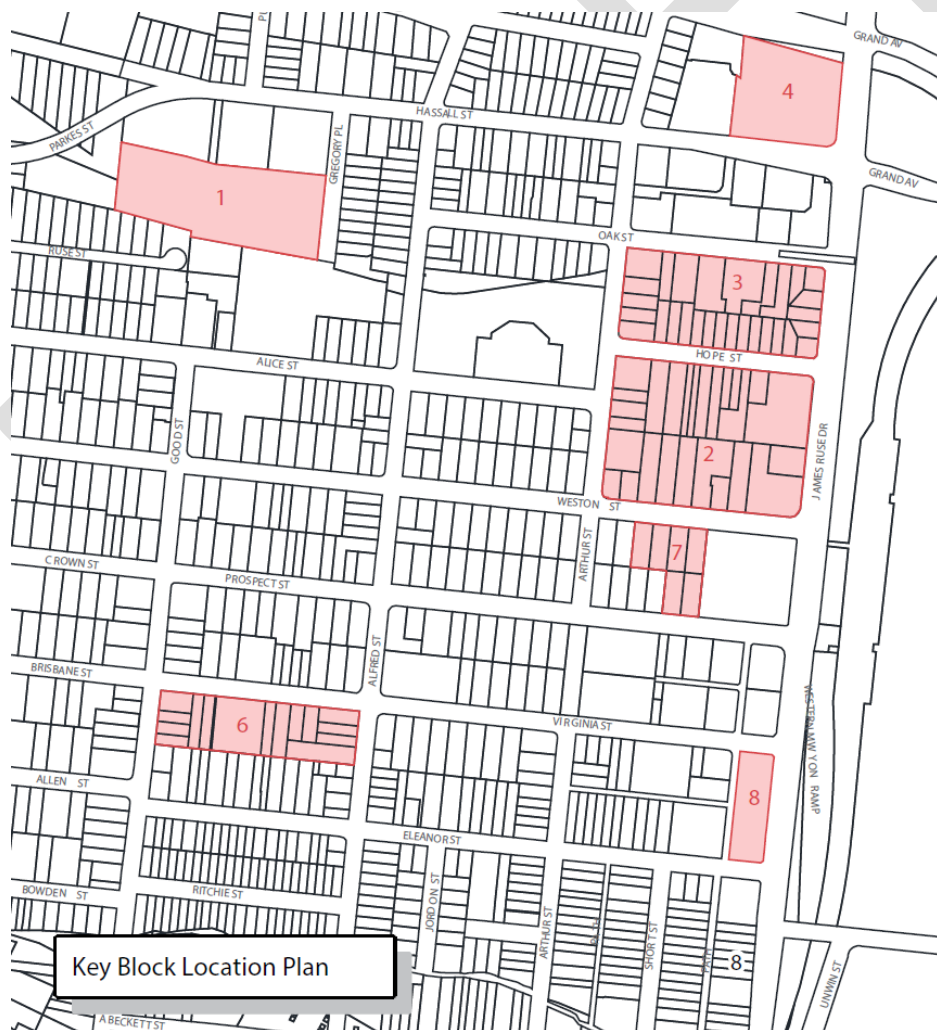 GRAND AV
HASSALL ST
4
PARKES ST
GREGORY PL
GRAND AV
1
OAK ST
RUSE ST
3
HOPE ST
ALICE ST
GOOD ST
2
JAMES RUSE DR
WESTON ST
ARTHUR ST
7
CROWN ST
PROSPECT ST
ALFRED ST
BRISBANE ST
6
VIRGINIA ST
WESTERN MWY ON RAMP
ALLEN ST
8
ELEANOR ST
BOWDEN ST
RITCHIE ST
JORDON ST
ARTHUR ST
SHORT ST
PATH
8
UNWIN ST
Key Block Location Plan
A BECKETT ST